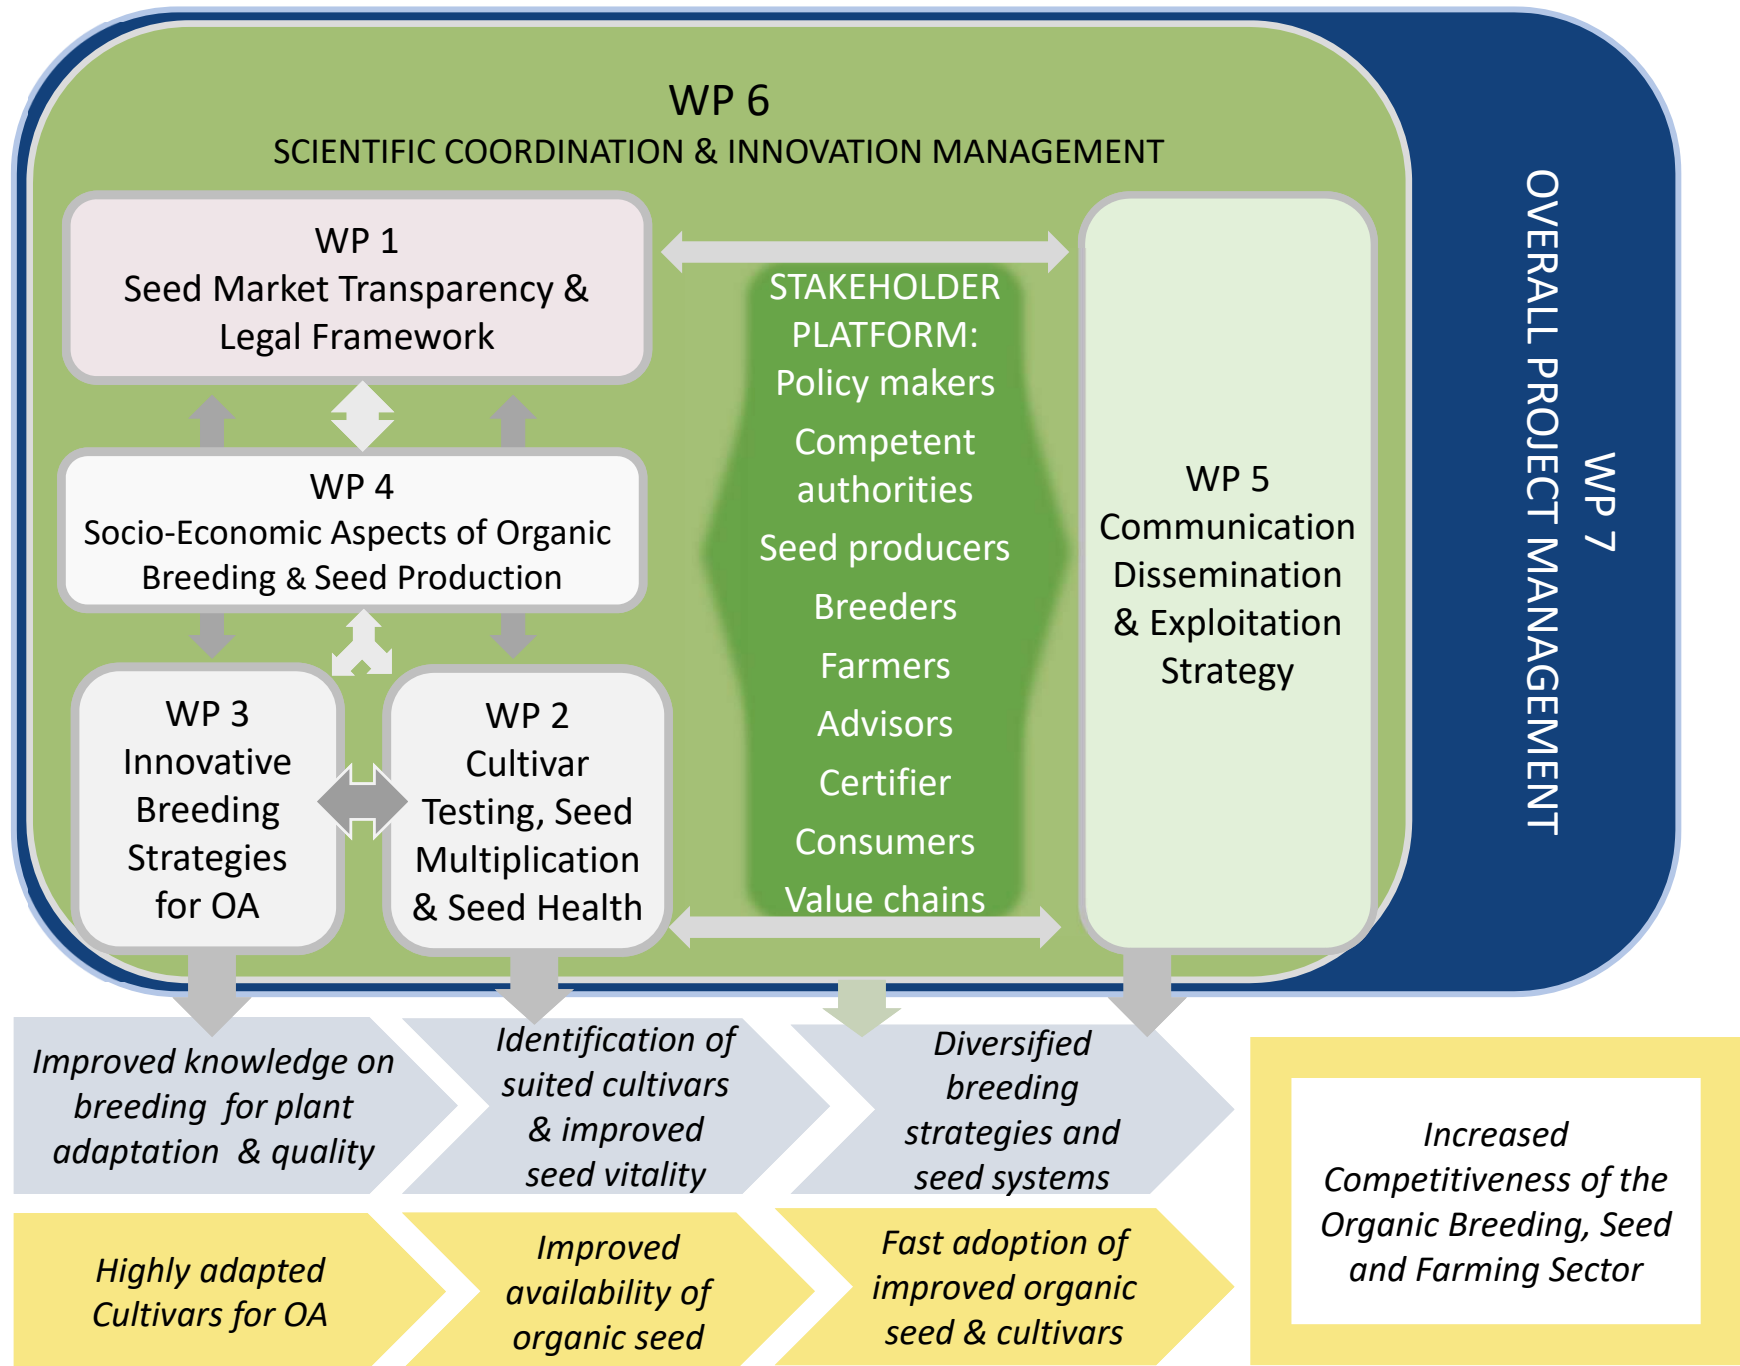 WP 6
SCIENTIFIC COORDINATION & INNOVATION MANAGEMENT
WP 1
Seed Market Transparency &
Legal Framework
WP 4
Socio-Economic Aspects of Organic
Breeding & Seed Production
WP 3
Innovative
Breeding
Strategies
for OA
WP 2
Cultivar
Testing, Seed
Multiplication
& Seed Health
STAKEHOLDER
PLATFORM:
Policy makers
Competent
authorities
Seed producers
Breeders
Farmers
Advisors
Certifier
Consumers
Value chains
WP 5
Communication
Dissemination
& Exploitation
Strategy
WP 7
OVERALL PROJECT MANAGEMENT
Improved knowledge on
breeding for plant
adaptation & quality
Identification of
suited cultivars
& improved
seed vitality
Diversified
breeding
strategies and
seed systems
Highly adapted
Cultivars for OA
Improved
availability of
organic seed
Fast adoption of
improved organic
seed & cultivars
Increased
Competitiveness of the
Organic Breeding, Seed
and Farming Sector